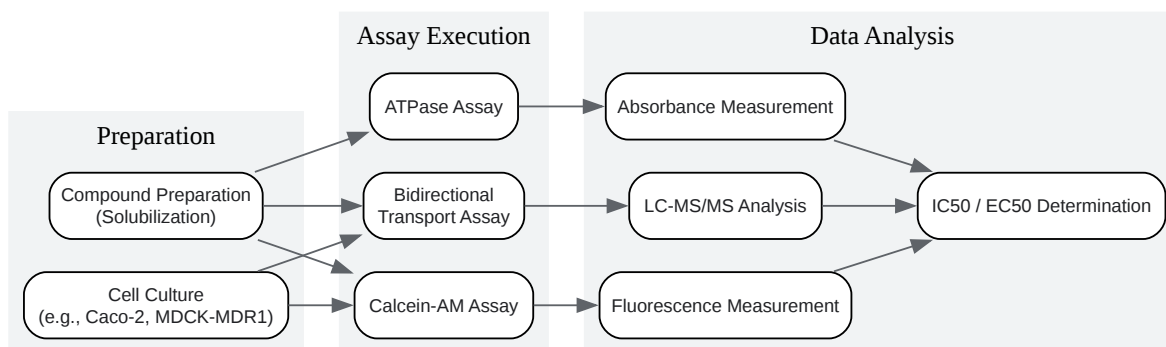 Preparation
Compound Preparation
(Solubilization)
Cell Culture
(e.g., Caco-2, MDCK-MDR1)
Assay Execution
ATPase Assay
Bidirectional
Transport Assay
Calcein-AM Assay
Data Analysis
Absorbance Measurement
LC-MS/MS Analysis
Fluorescence Measurement
IC50 / EC50 Determination